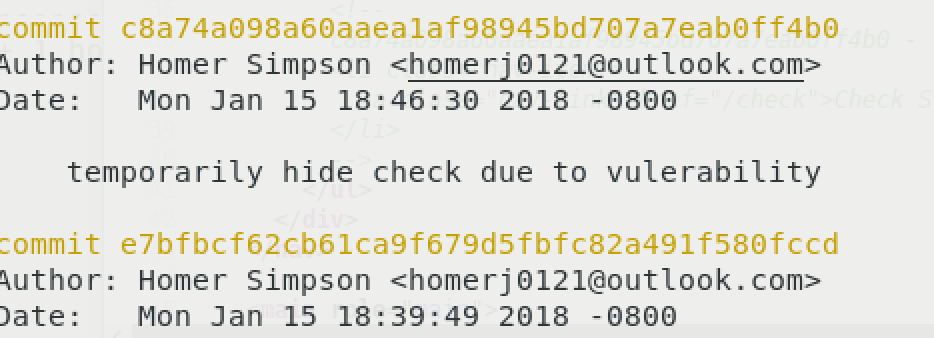 commit c8a74a098a60aaea1af98945bd707a7eab0ff4b0
Author: Homer Simpson <homerj0121@outlook.com>
Date:   Mon Jan 15 18:46:30 2018 -0800
temporarily hide check due to vulerability
commit e7bfbcf62cb61ca9f679d5fbfc82a491f580fccd
Author: Homer Simpson <homerj0121@outlook.com>
Date:   Mon Jan 15 18:39:49 2018 -0800